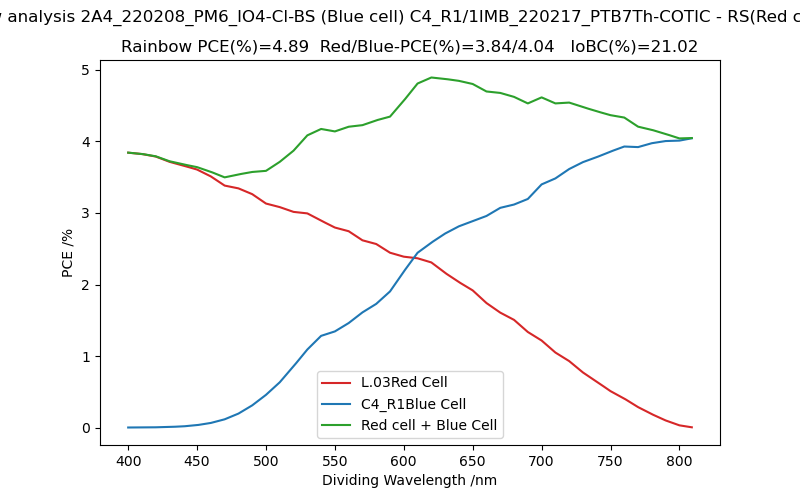 analysis 2A4_220208_PM6_IO4-Cl-BS (Blue cell) C4_R1/1IMB_220217_PTB7Th-COTIC - RS(Red
Rainbow PCE(%)=4.89 Red/Blue-PCE(%)=3.84/4.04 IoBC(%)=21.02
5
4
3
2
1
0
PCE /%
L.03Red Cell
C4_R1Blue Cell
Red cell + Blue Cell
400 450 500 550 600 650 700 750 800
Dividing Wavelength /nm